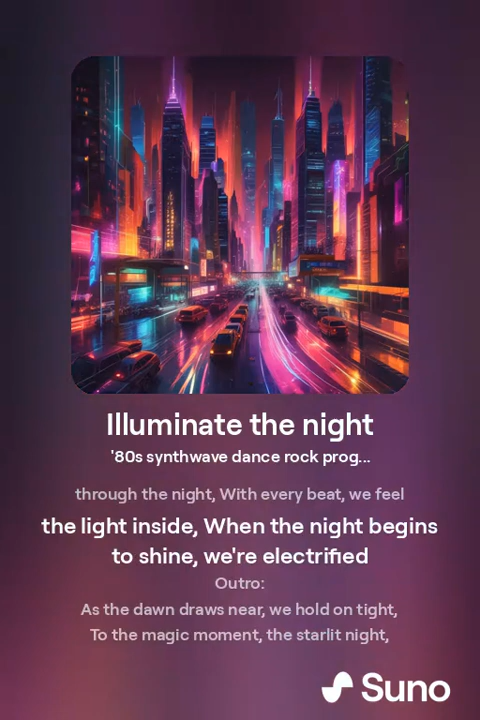 Illuminate the night
'80s synthwave dance rock prog...
through the night, With every beat, we feel
the light inside, When the night begins
to shine, we're electrified
Outro:
As the dawn draws near, we hold on tight,
To the magic moment, the starlit night,
Suno